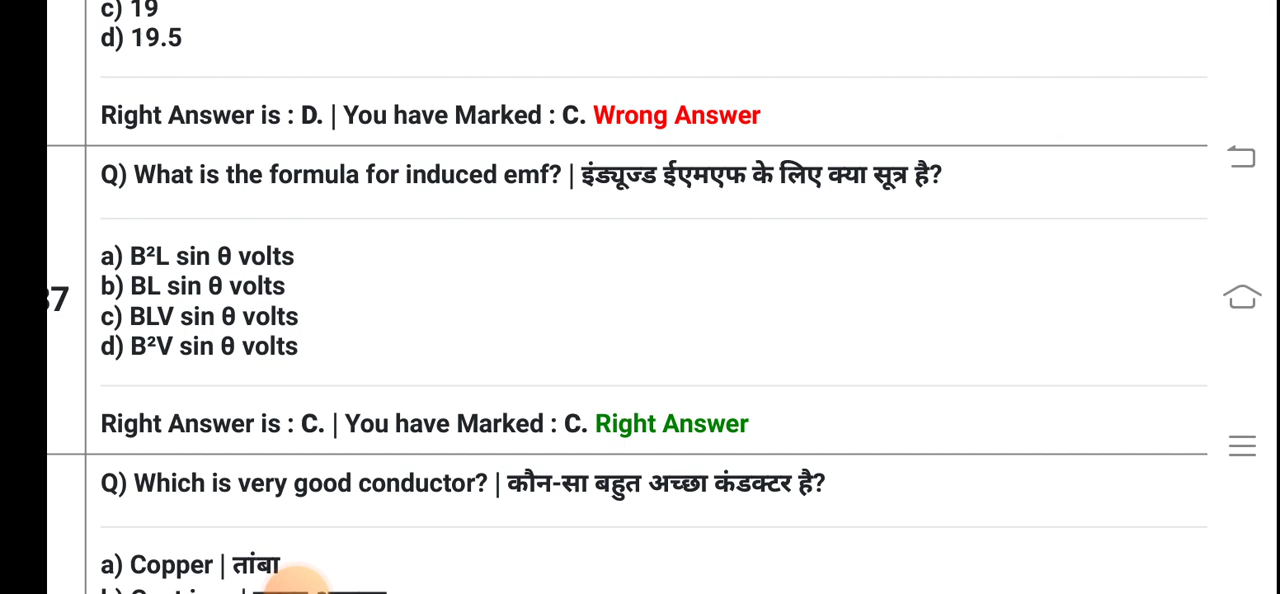 c) 19
d) 19.5
Right Answer is : D. | You have Marked : C. Wrong Answer
Q) What is the formula for induced emf? | इंड्यूज्ड ईएमएफ के लिए क्या सूत्र है?
a) B²L sin θ volts
b) BL sin θ volts
37
c) BLV sin θ volts
d) B²V sin θ volts
Right Answer is : C. | You have Marked : C. Right Answer
Q) Which is very good conductor? | कौन-सा बहुत अच्छा कंडक्टर है?
a) Copper | तांबा